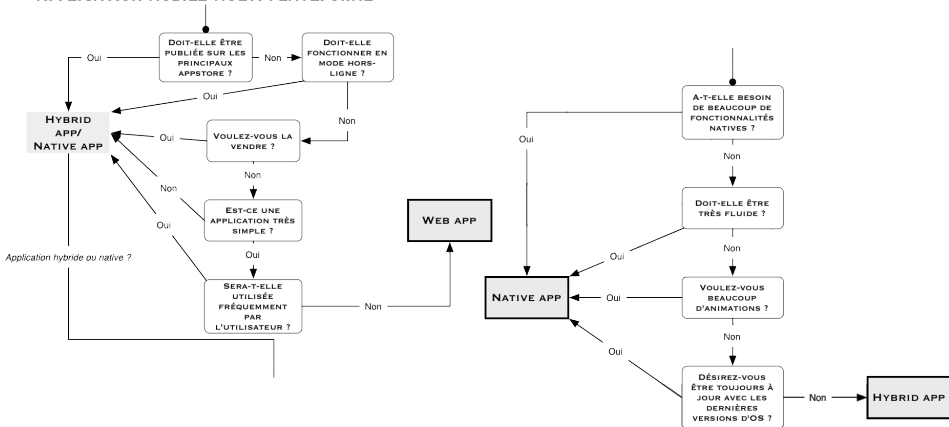 DOIT-ELLE ÊTRE
PUBLIÉE SUR LES
PRINCIPAUX
APPSTORE ?
Oui
Non
DOIT-ELLE
FONCTIONNER EN
MODE HORS-
LIGNE ?
Oui
Non
HYBRID
APP/
NATIVE APP
VOULEZ-VOUS LA
VENDRE ?
Oui
Non
EST-CE UNE
APPLICATION TRÈS
SIMPLE ?
Non
Oui
SERA-T-ELLE
UTILISÉE
FRÉQUEMMENT
PAR
L'UTILISATEUR ?
Oui
Non
WEB APP
Application hybride ou native ?
A-T-ELLE BESOIN
DE BEAUCOUP DE
FONCTIONNALITÉS
NATIVES ?
Oui
Non
DOIT-ELLE ÊTRE
TRÈS FLUIDE ?
Oui
Non
NATIVE APP
VOULEZ-VOUS
BEAUCOUP
D'ANIMATIONS ?
Oui
Non
DÉSIREZ-VOUS
ÊTRE TOUJOURS À
JOUR AVEC LES
DERNIÈRES
VERSIONS D'OS ?
Oui
Non
HYBRID APP